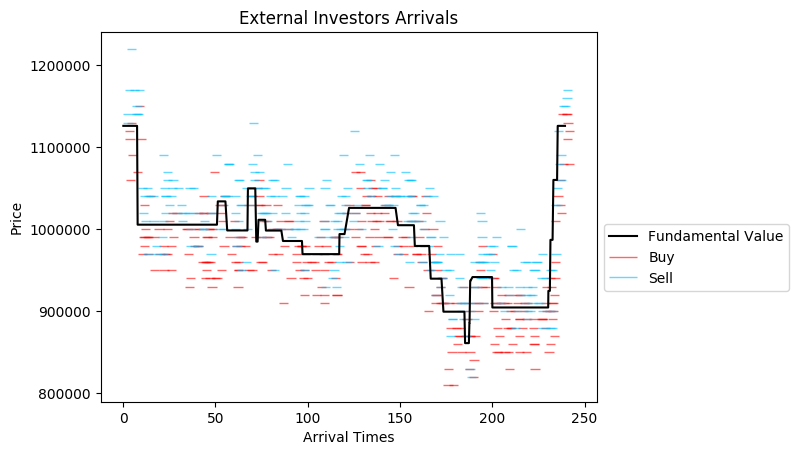 External Investors Arrivals
Price
1200000
1100000
1000000
900000
800000
0 50 100 150 200 250
Arrival Times
Fundamental Value
Buy
Sell